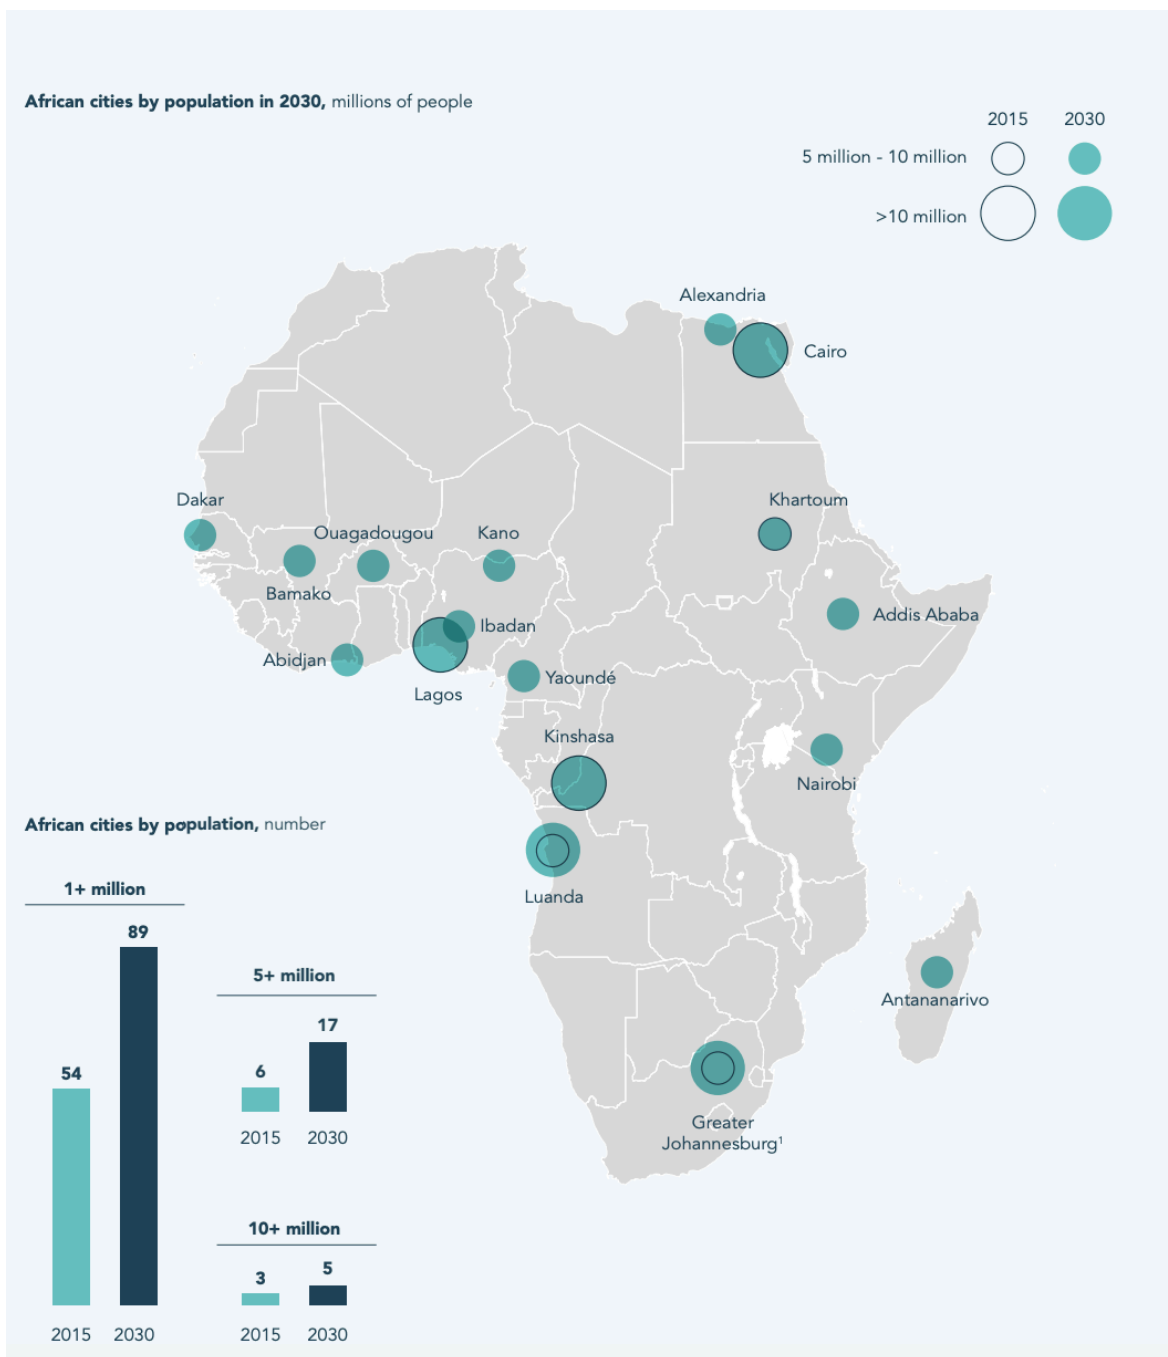 African cities by population in 2030, millions of people
2015 2030
5 million - 10 million
>10 million
Alexandria
Cairo
Dakar
Khartoum
Ouagadougou
Kano
Bamako
Addis Ababa
Ibadan
Abidjan
Yaoundé
Lagos
Kinshasa
Nairobi
Luanda
Antananarivo
Greater
Johannesburg¹
African cities by population, number
1+ million
89
54
2015 2030
5+ million
17
6
2015 2030
10+ million
5
3
2015 2030